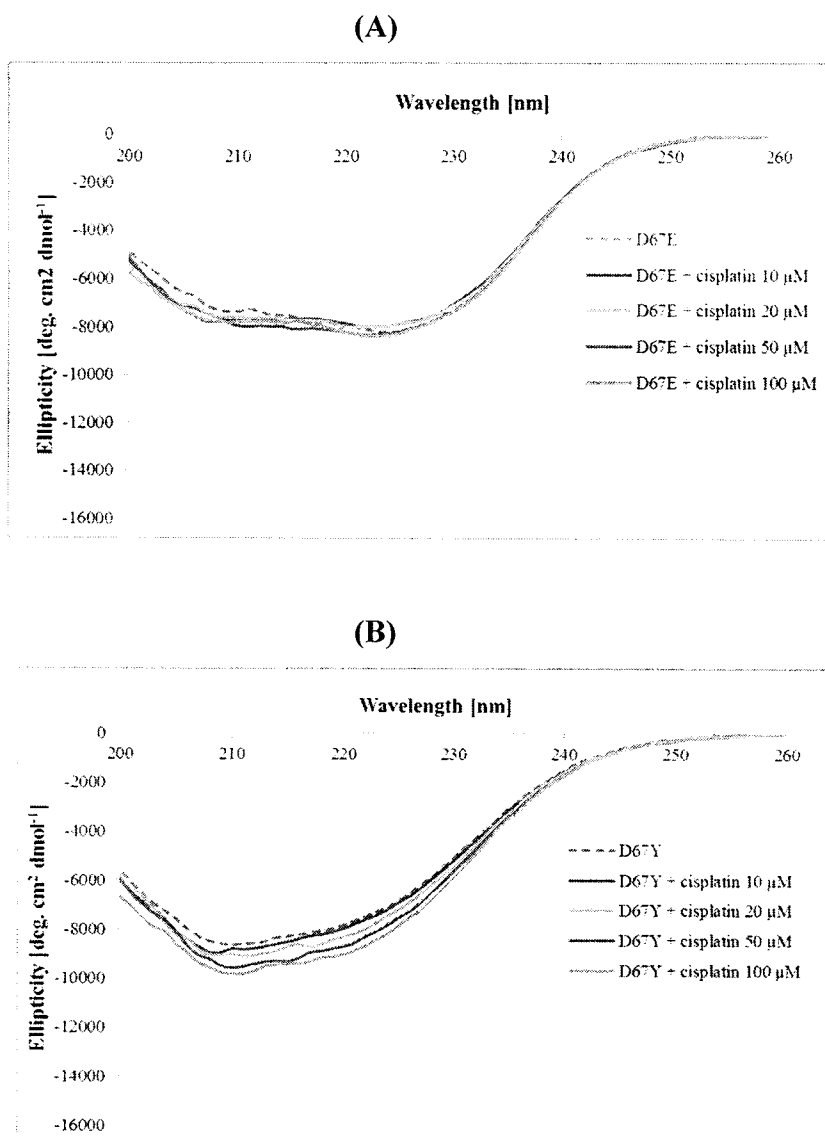 (A)
Wavelength [nm]
0
200 210 220 230 240 250 260
-2000
-4000
-6000
-8000
-10000
-12000
-14000
-16000
Ellipticity [deg. cm2 dmol-1]
D67E
D67E + cisplatin 10 µM
D67E + cisplatin 20 µM
D67E + cisplatin 50 µM
D67E + cisplatin 100 µM
(B)
Wavelength [nm]
0
200 210 220 230 240 250 260
-2000
-4000
-6000
-8000
-10000
-12000
-14000
-16000
Ellipticity [deg. cm² dmol⁻¹]
D67Y
D67Y + cisplatin 10 µM
D67Y + cisplatin 20 µM
D67Y + cisplatin 50 µM
D67Y + cisplatin 100 µM